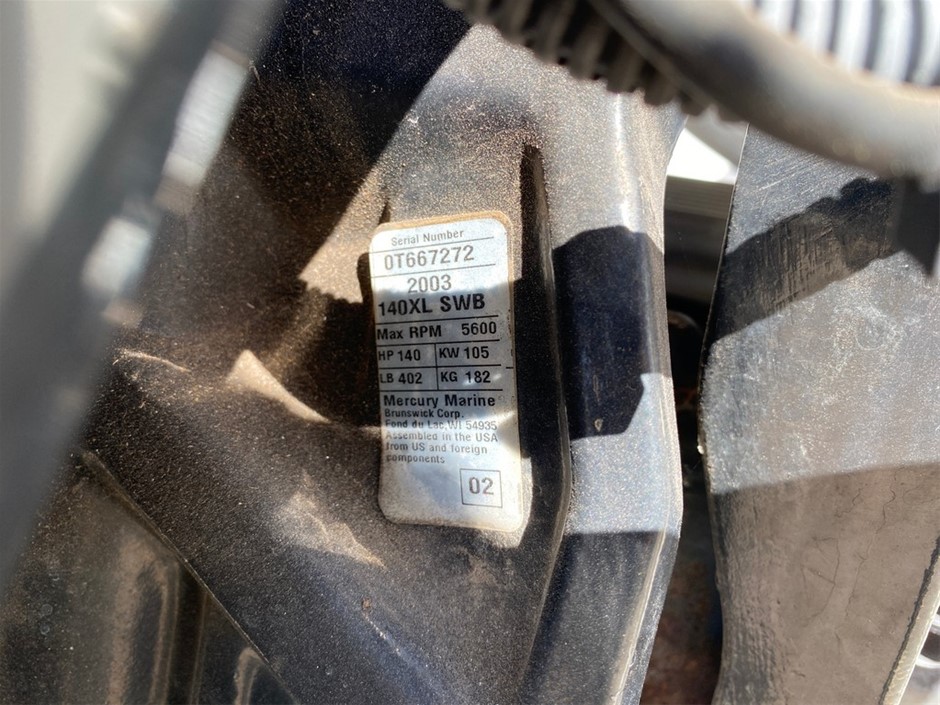 Serial Number
0T667272
2003
140XL SWB
Max RPM 5600
HP 140 KW 105
LB 402 KG 182
Mercury Marine
Brunswick Corp.
Fond du Lac, WI 54935
Assembled in the USA
from US and foreign
components
02